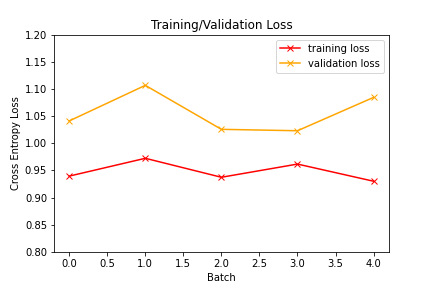 Training/Validation Loss
training loss
validation loss
Cross Entropy Loss
1.20
1.15
1.10
1.05
1.00
0.95
0.90
0.85
0.80
0.0 0.5 1.0 1.5 2.0 2.5 3.0 3.5 4.0
Batch